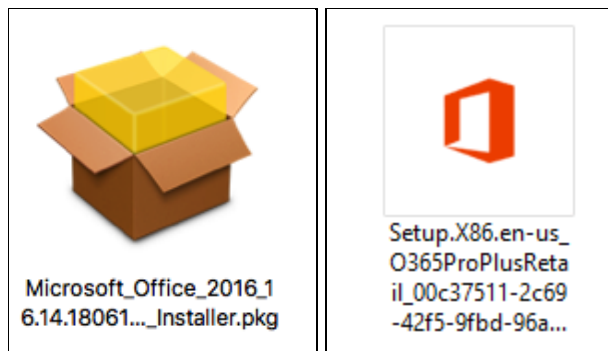 Microsoft_Office_2016_1
6.14.18061..._Installer.pkg
Setup.X86.en-us_
O365ProPlusReta
il_00c37511-2c69
-42f5-9fbd-96a...